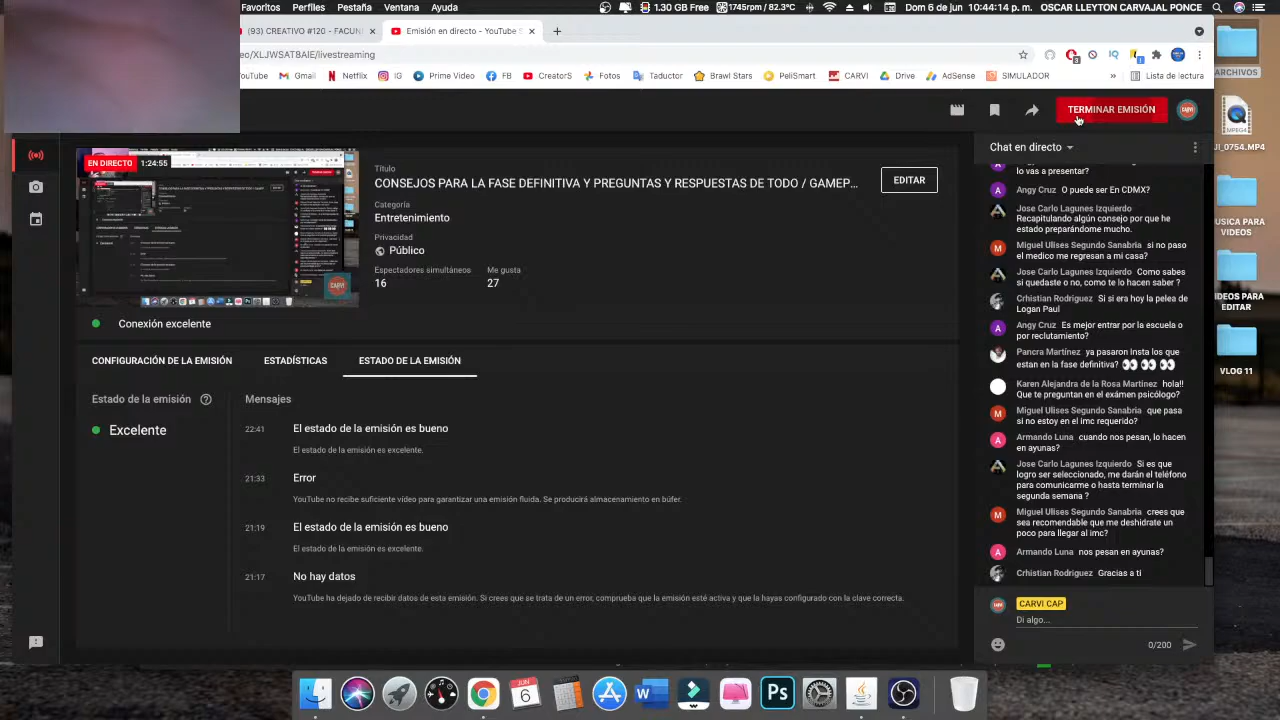 Favoritos Perfiles Pestaña Ventana Ayuda
1.30 GB Free 1745rpm / 82.3°C Dom 6 de jun 10:44:14 p.m. OSCAR LLEYTON CARVAJAL PONCE
(93) CREATIVO #120 - FACUN
Emisión en directo - YouTube S
eo/XLJWSAT8AIE/livestreaming
YouTube Gmail Netflix IG Prime Video FB CreatorS Fotos Taductor Brawl Stars PeliSmart CARVI Drive AdSense SIMULADOR
Lista de lectura
ARCHIVOS
TERMINAR EMISIÓN
MPEG4
JI_0754.MP4
EN DIRECTO 1:24:55
Título
CONSEJOS PARA LA FASE DEFINITIVA Y PREGUNTAS Y RESPUESTAS DE TODO / GAMEP...
EDITAR
Categoría
Entretenimiento
Privacidad
Público
Espectadores simultáneos
Me gusta
16
27
Conexión excelente
CONFIGURACIÓN DE LA EMISIÓN
ESTADÍSTICAS
ESTADO DE LA EMISIÓN
Estado de la emisión
Excelente
Mensajes
22:41 El estado de la emisión es bueno
El estado de la emisión es excelente.
21:33 Error
YouTube no recibe suficiente vídeo para garantizar una emisión fluida. Se producirá almacenamiento en búfer.
21:19 El estado de la emisión es bueno
El estado de la emisión es excelente.
21:17 No hay datos
YouTube ha dejado de recibir datos de esta emisión. Si crees que se trata de un error, comprueba que la emisión esté activa y que la hayas configurado con la clave correcta.
Chat en directo
lo vas a presentar?
Angy Cruz O puede ser En CDMX?
Jose Carlo Lagunes Izquierdo
Recapitulando algún consejo por que he
estado preparándome mucho.
Miguel Ulises Segundo Sanabria si no paso
el medico me regresan a mi casa?
Jose Carlo Lagunes Izquierdo Como sabes
si quedaste o no, como te lo hacen saber ?
Crhistian Rodriguez Si si era hoy la pelea de
Logan Paul
Angy Cruz Es mejor entrar por la escuela o
por reclutamiento?
Pancra Martínez ya pasaron Insta los que
estan en la fase definitiva? 👀 👀 👀
Karen Alejandra de la Rosa Martinez hola!!
Que te preguntan en el exámen psicólogo?
Miguel Ulises Segundo Sanabria que pasa
si no estoy en el imc requerido?
Armando Luna cuando nos pesan, lo hacen
en ayunas?
Jose Carlo Lagunes Izquierdo Si es que
logro ser seleccionado, me darán el teléfono
para comunicarme o hasta terminar la
segunda semana ?
Miguel Ulises Segundo Sanabria crees que
sea recomendable que me deshidrate un
poco para llegar al imc?
Armando Luna nos pesan en ayunas?
Crhistian Rodriguez Gracias a ti
CARVI CAP
Di algo...
0/200
USICA PARA
VIDEOS
IDEOS PARA
EDITAR
VLOG 11
CARVI
JUN
6
Ps